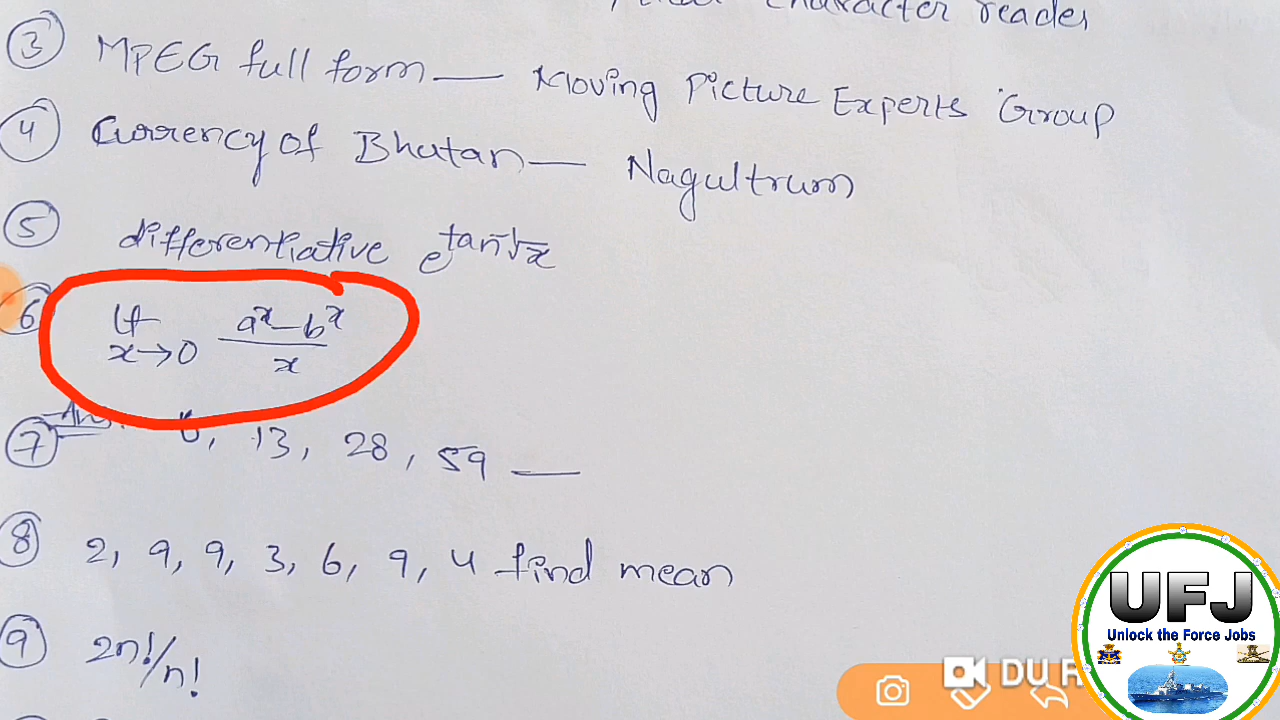 character reader
③ MPEG full form — Moving Picture Experts Group
④ Currency of Bhutan — Nagultrum
⑤ differentiative e^tan⁻¹√x
⑥ Lt x→0 (a^x - b^x)/x
Ans.
⑦ 6, 13, 28, 59 __
⑧ 2, 9, 9, 3, 6, 9, 4 find mean
⑨ 2n!/n!
UFJ
Unlock the Force Jobs
DU R